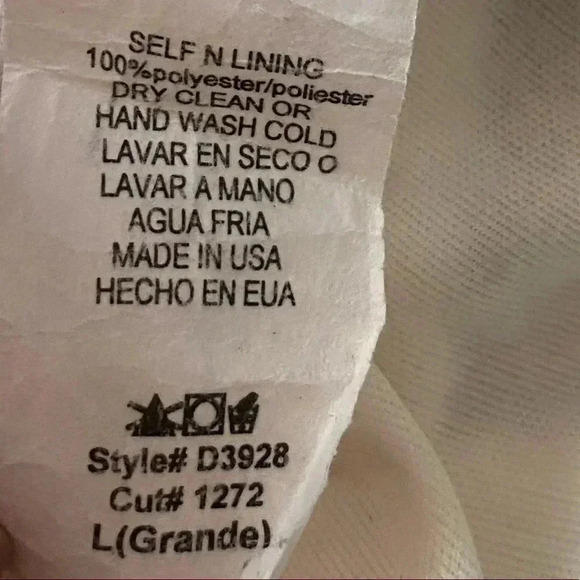 SELF N LINING
100%polyester/poliester
DRY CLEAN OR
HAND WASH COLD
LAVAR EN SECO O
LAVAR A MANO
AGUA FRIA
MADE IN USA
HECHO EN EUA
Style# D3928
Cut# 1272
L(Grande)